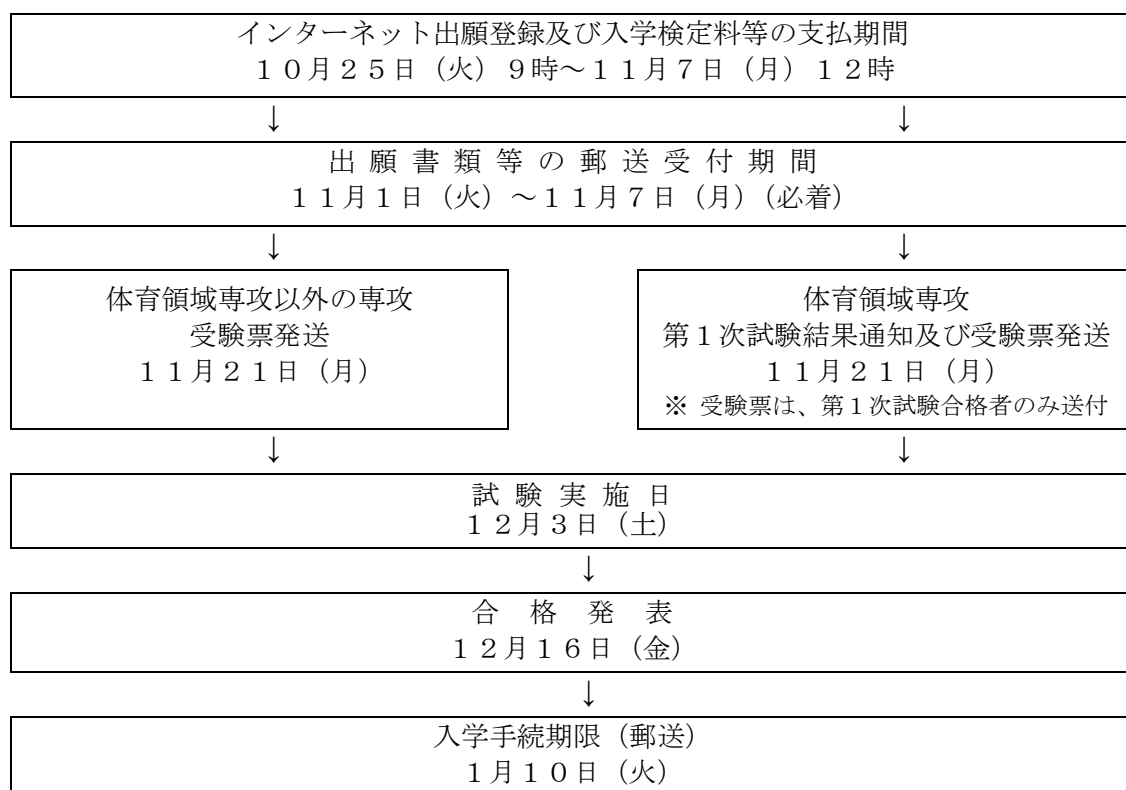 インターネット出願登録及び入学検定料等の支払期間
１０月２５日（火）９時～１１月７日（月）１２時
↓ ↓
出 願 書 類 等 の 郵 送 受 付 期 間
１１月１日（火）～１１月７日（月）（必着）
↓ ↓
体育領域専攻以外の専攻
受験票発送
１１月２１日（月）
体育領域専攻
第１次試験結果通知及び受験票発送
１１月２１日（月）
※ 受験票は、第１次試験合格者のみ送付
↓ ↓
試 験 実 施 日
１２月３日（土）
↓
合 格 発 表
１２月１６日（金）
↓
入学手続期限（郵送）
１月１０日（火）